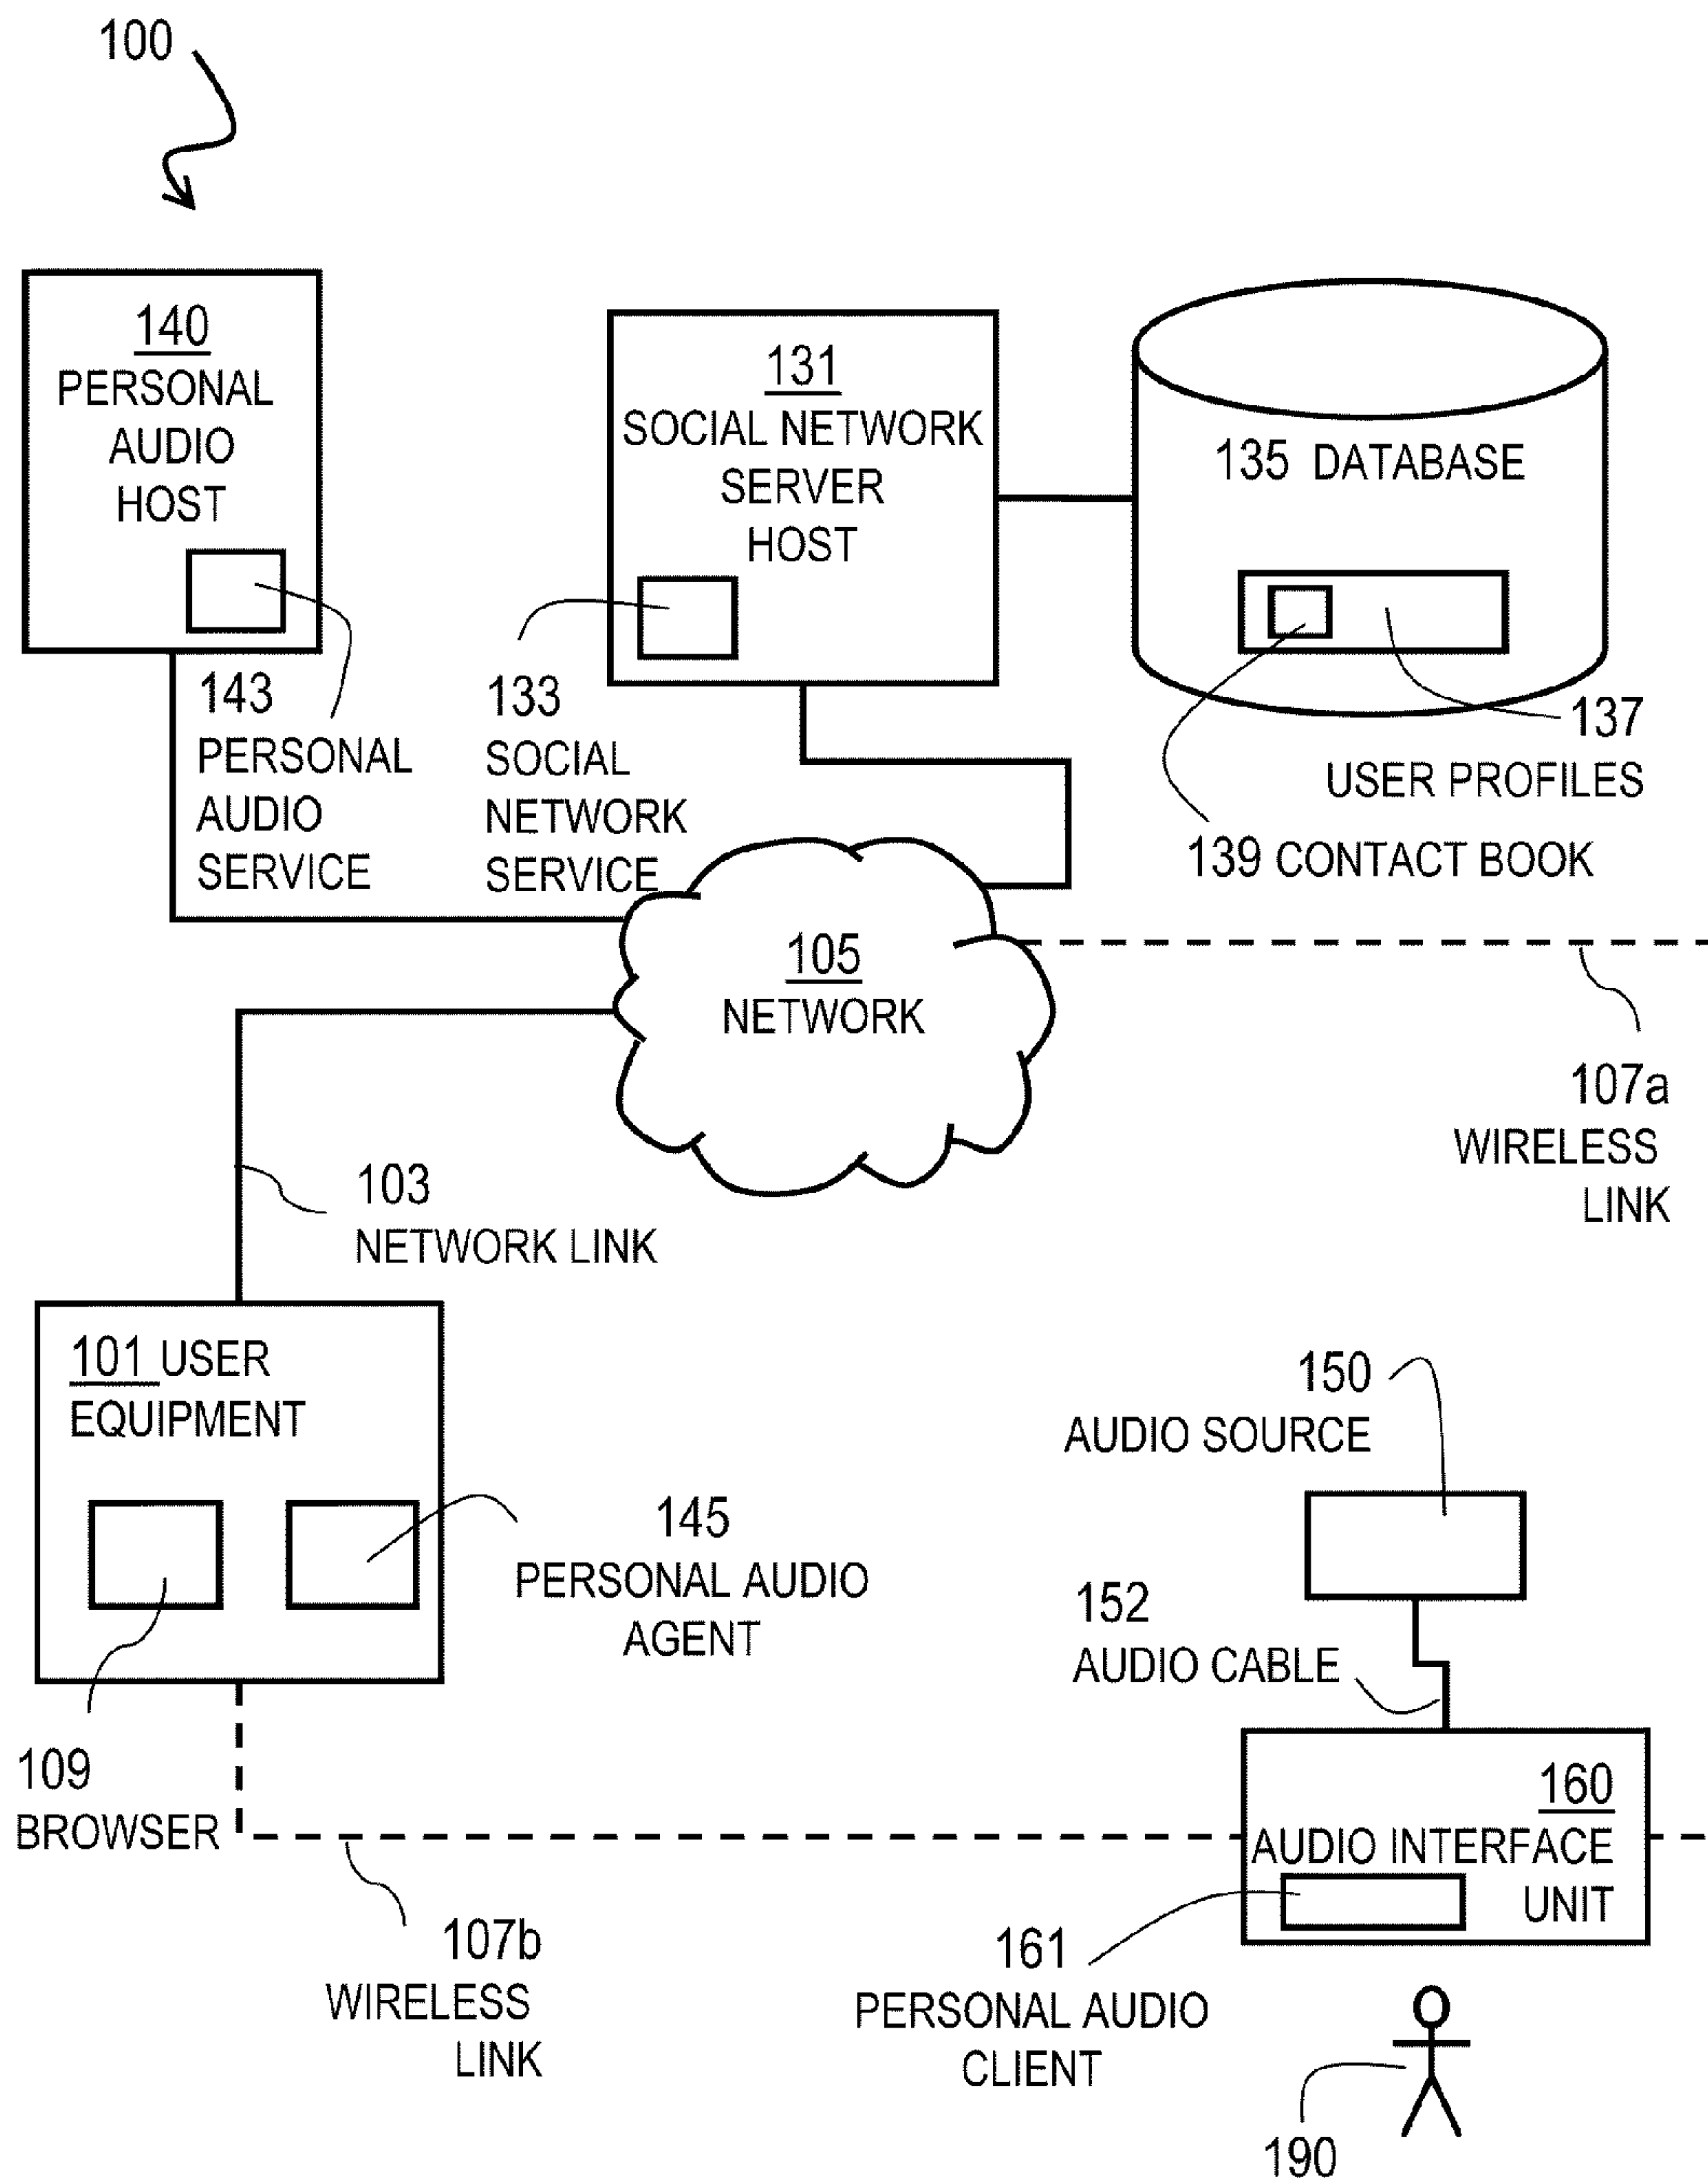 100
140
PERSONAL
AUDIO
HOST
131
SOCIAL NETWORK
SERVER
HOST
135 DATABASE
143
PERSONAL
AUDIO
SERVICE
133
SOCIAL
NETWORK
SERVICE
137
USER PROFILES
139 CONTACT BOOK
105
NETWORK
107a
WIRELESS
LINK
103
NETWORK LINK
101 USER
EQUIPMENT
145
PERSONAL AUDIO
AGENT
109
BROWSER
150
AUDIO SOURCE
152
AUDIO CABLE
160
AUDIO INTERFACE
UNIT
107b
WIRELESS
LINK
161
PERSONAL AUDIO
CLIENT
190